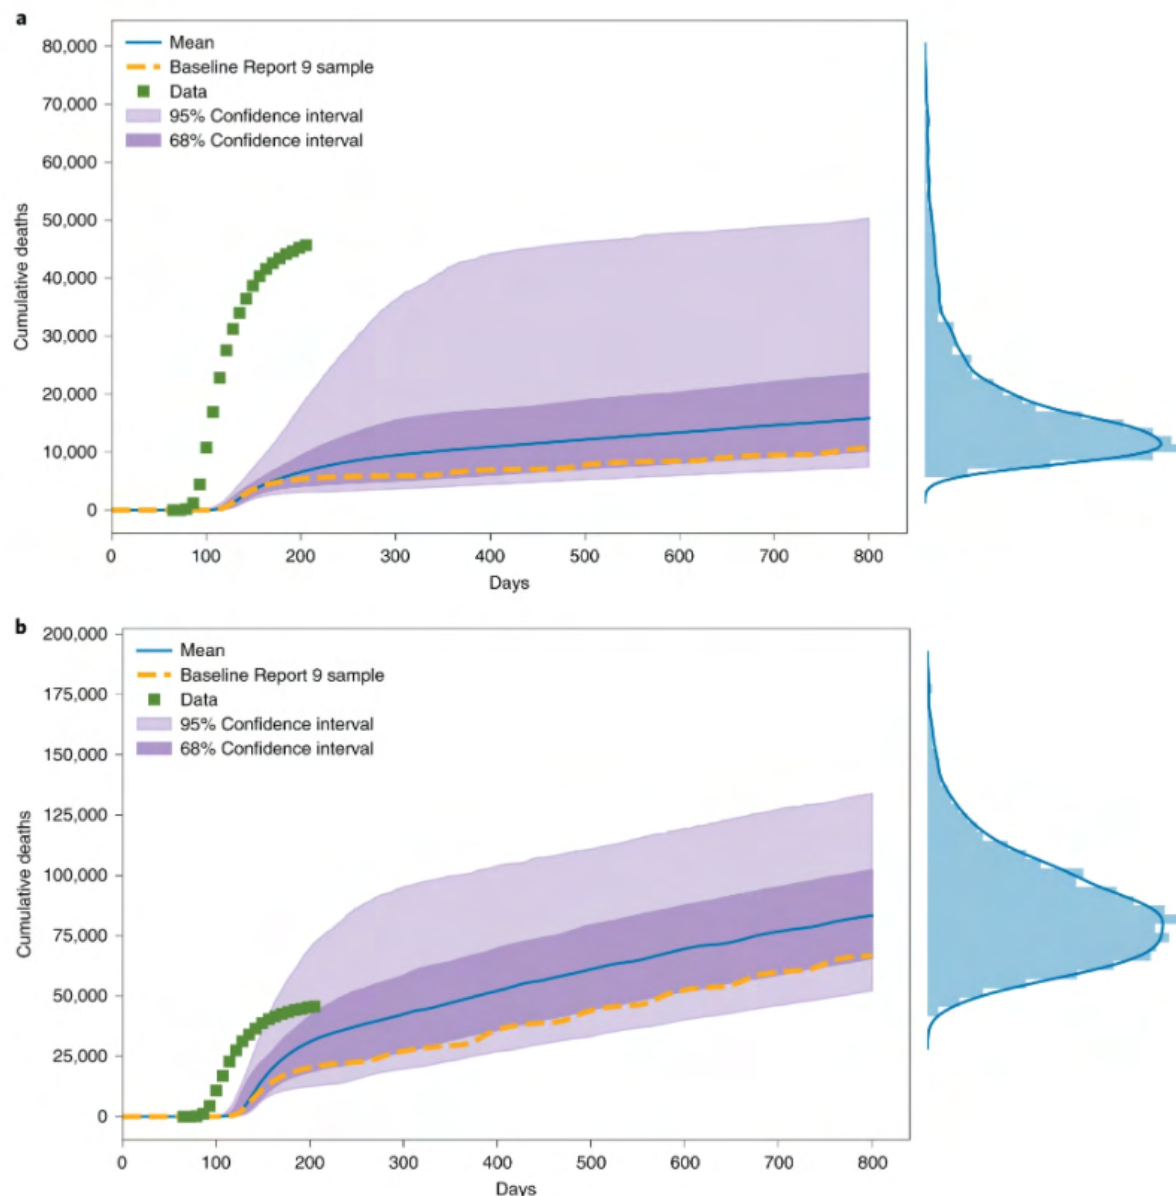 a
80,000
70,000
60,000
50,000
40,000
30,000
20,000
10,000
0
Cumulative deaths
Mean
Baseline Report 9 sample
Data
95% Confidence interval
68% Confidence interval
0 100 200 300 400 500 600 700 800
Days
b
200,000
175,000
150,000
125,000
100,000
75,000
50,000
25,000
0
Cumulative deaths
Mean
Baseline Report 9 sample
Data
95% Confidence interval
68% Confidence interval
0 100 200 300 400 500 600 700 800
Days